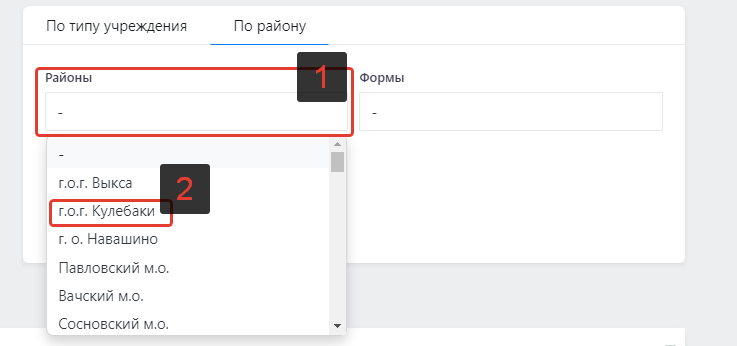 По типу учреждения По району
Районы 1 Формы
- -
-
г.о.г. Выкса
2
г.о.г. Кулебаки
г. о. Навашино
Павловский м.о.
Вачский м.о.
Сосновский м.о.